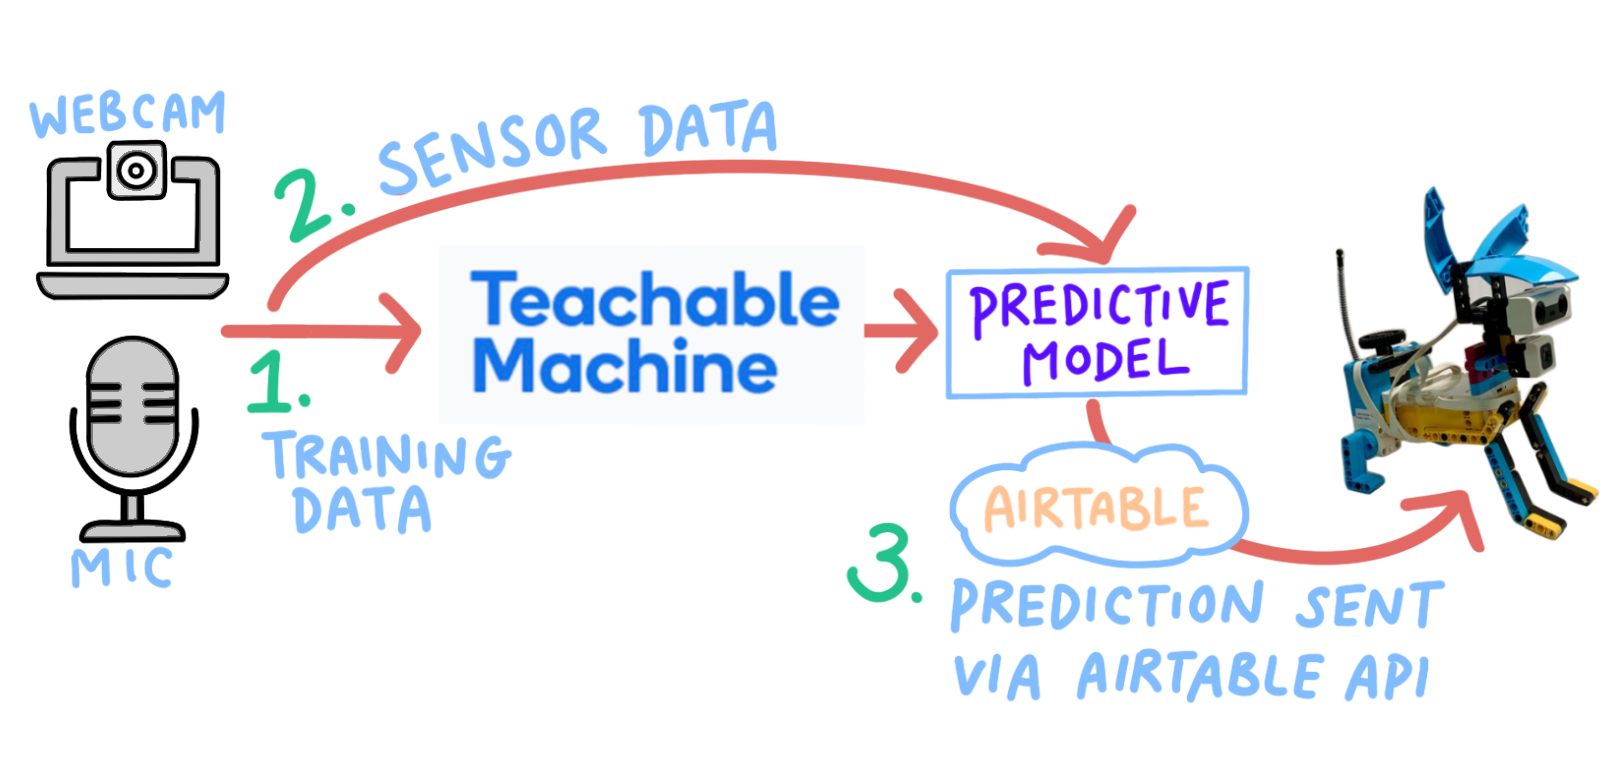 WEBCAM
2. SENSOR DATA
Teachable
Machine
PREDICTIVE
MODEL
1.
TRAINING
DATA
MIC
AIRTABLE
3.
PREDICTION SENT
VIA AIRTABLE API